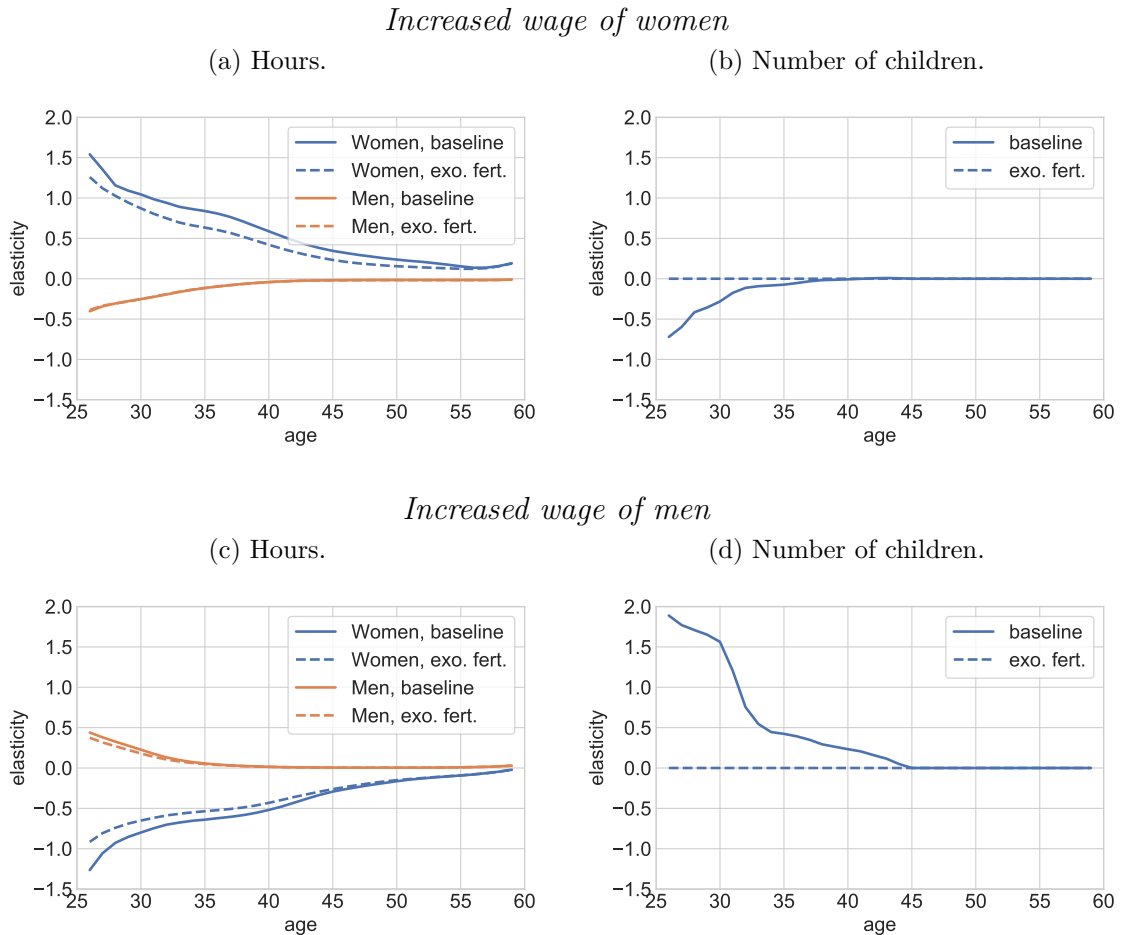 Increased wage of women
(a) Hours.
(b) Number of children.
2.0
1.5
1.0
0.5
0.0
−0.5
−1.0
−1.5
elasticity
Women, baseline
Women, exo. fert.
Men, baseline
Men, exo. fert.
25 30 35 40 45 50 55 60
age
2.0
1.5
1.0
0.5
0.0
−0.5
−1.0
−1.5
elasticity
baseline
exo. fert.
25 30 35 40 45 50 55 60
age
Increased wage of men
(c) Hours.
(d) Number of children.
2.0
1.5
1.0
0.5
0.0
−0.5
−1.0
−1.5
elasticity
Women, baseline
Women, exo. fert.
Men, baseline
Men, exo. fert.
25 30 35 40 45 50 55 60
age
2.0
1.5
1.0
0.5
0.0
−0.5
−1.0
−1.5
elasticity
baseline
exo. fert.
25 30 35 40 45 50 55 60
age